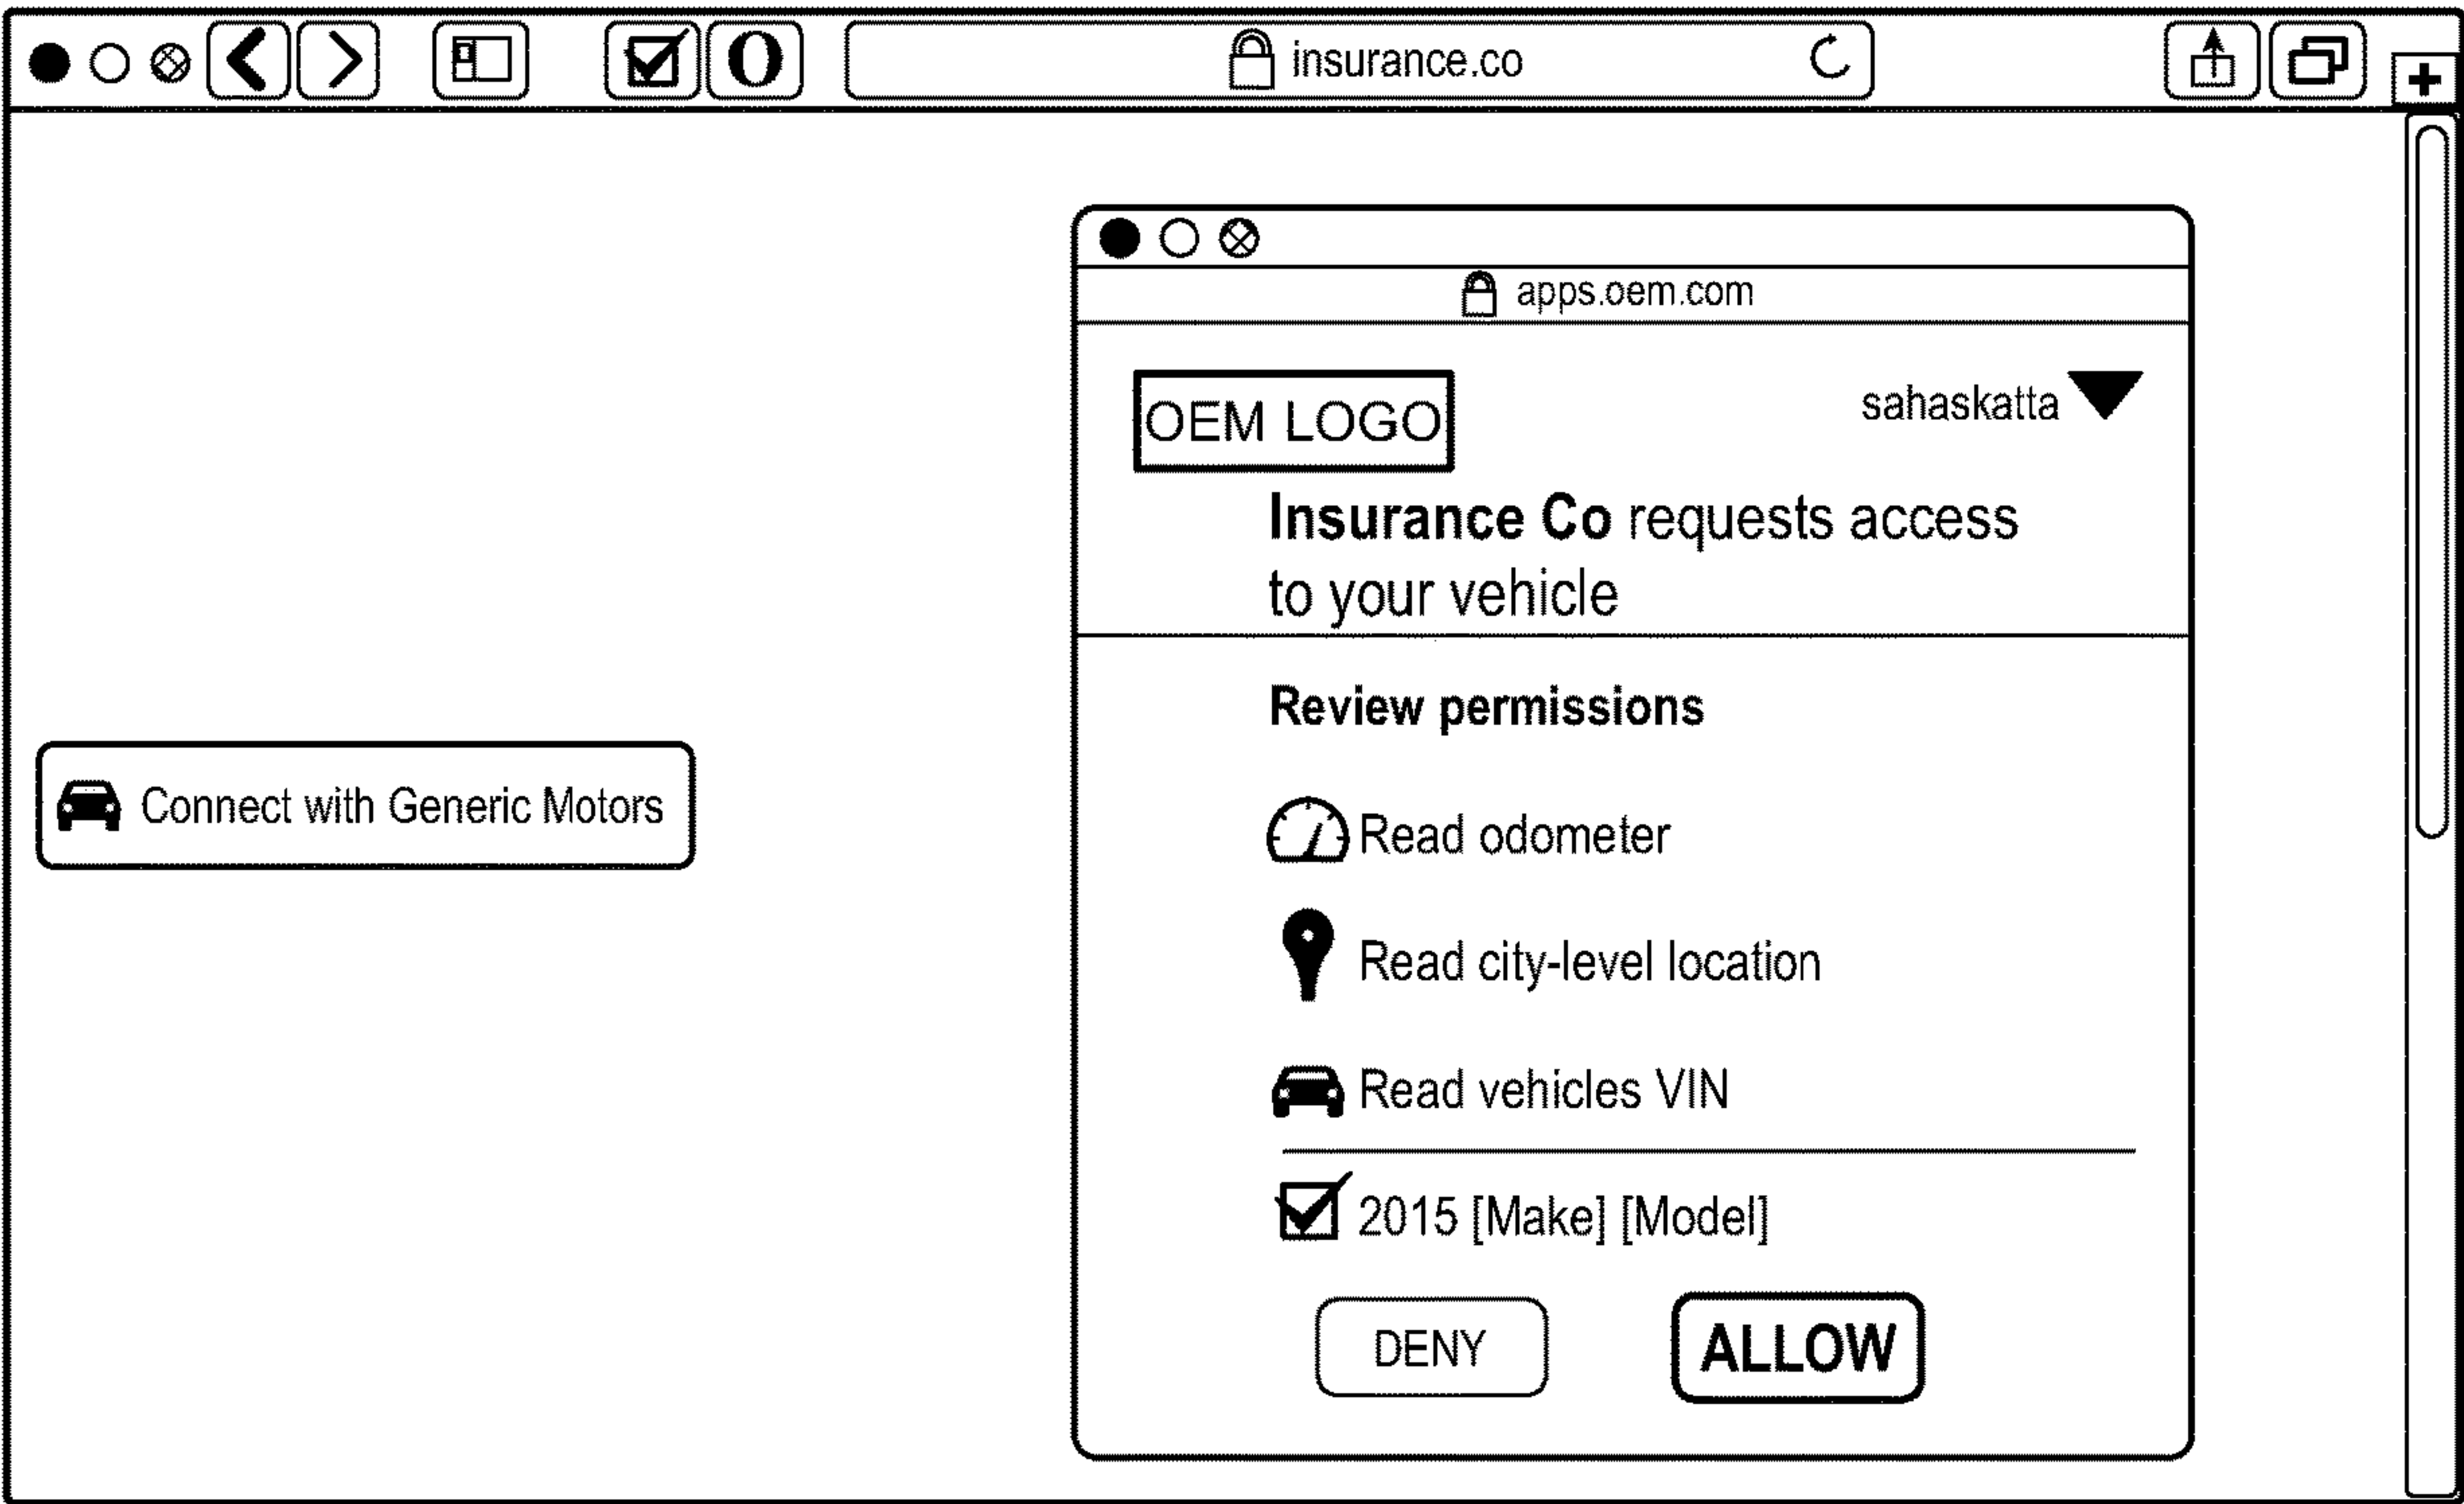 insurance.co
apps.oem.com
OEM LOGO
sahaskatta
Insurance Co requests access
to your vehicle
Review permissions
Connect with Generic Motors
Read odometer
Read city-level location
Read vehicles VIN
2015 [Make] [Model]
DENY
ALLOW